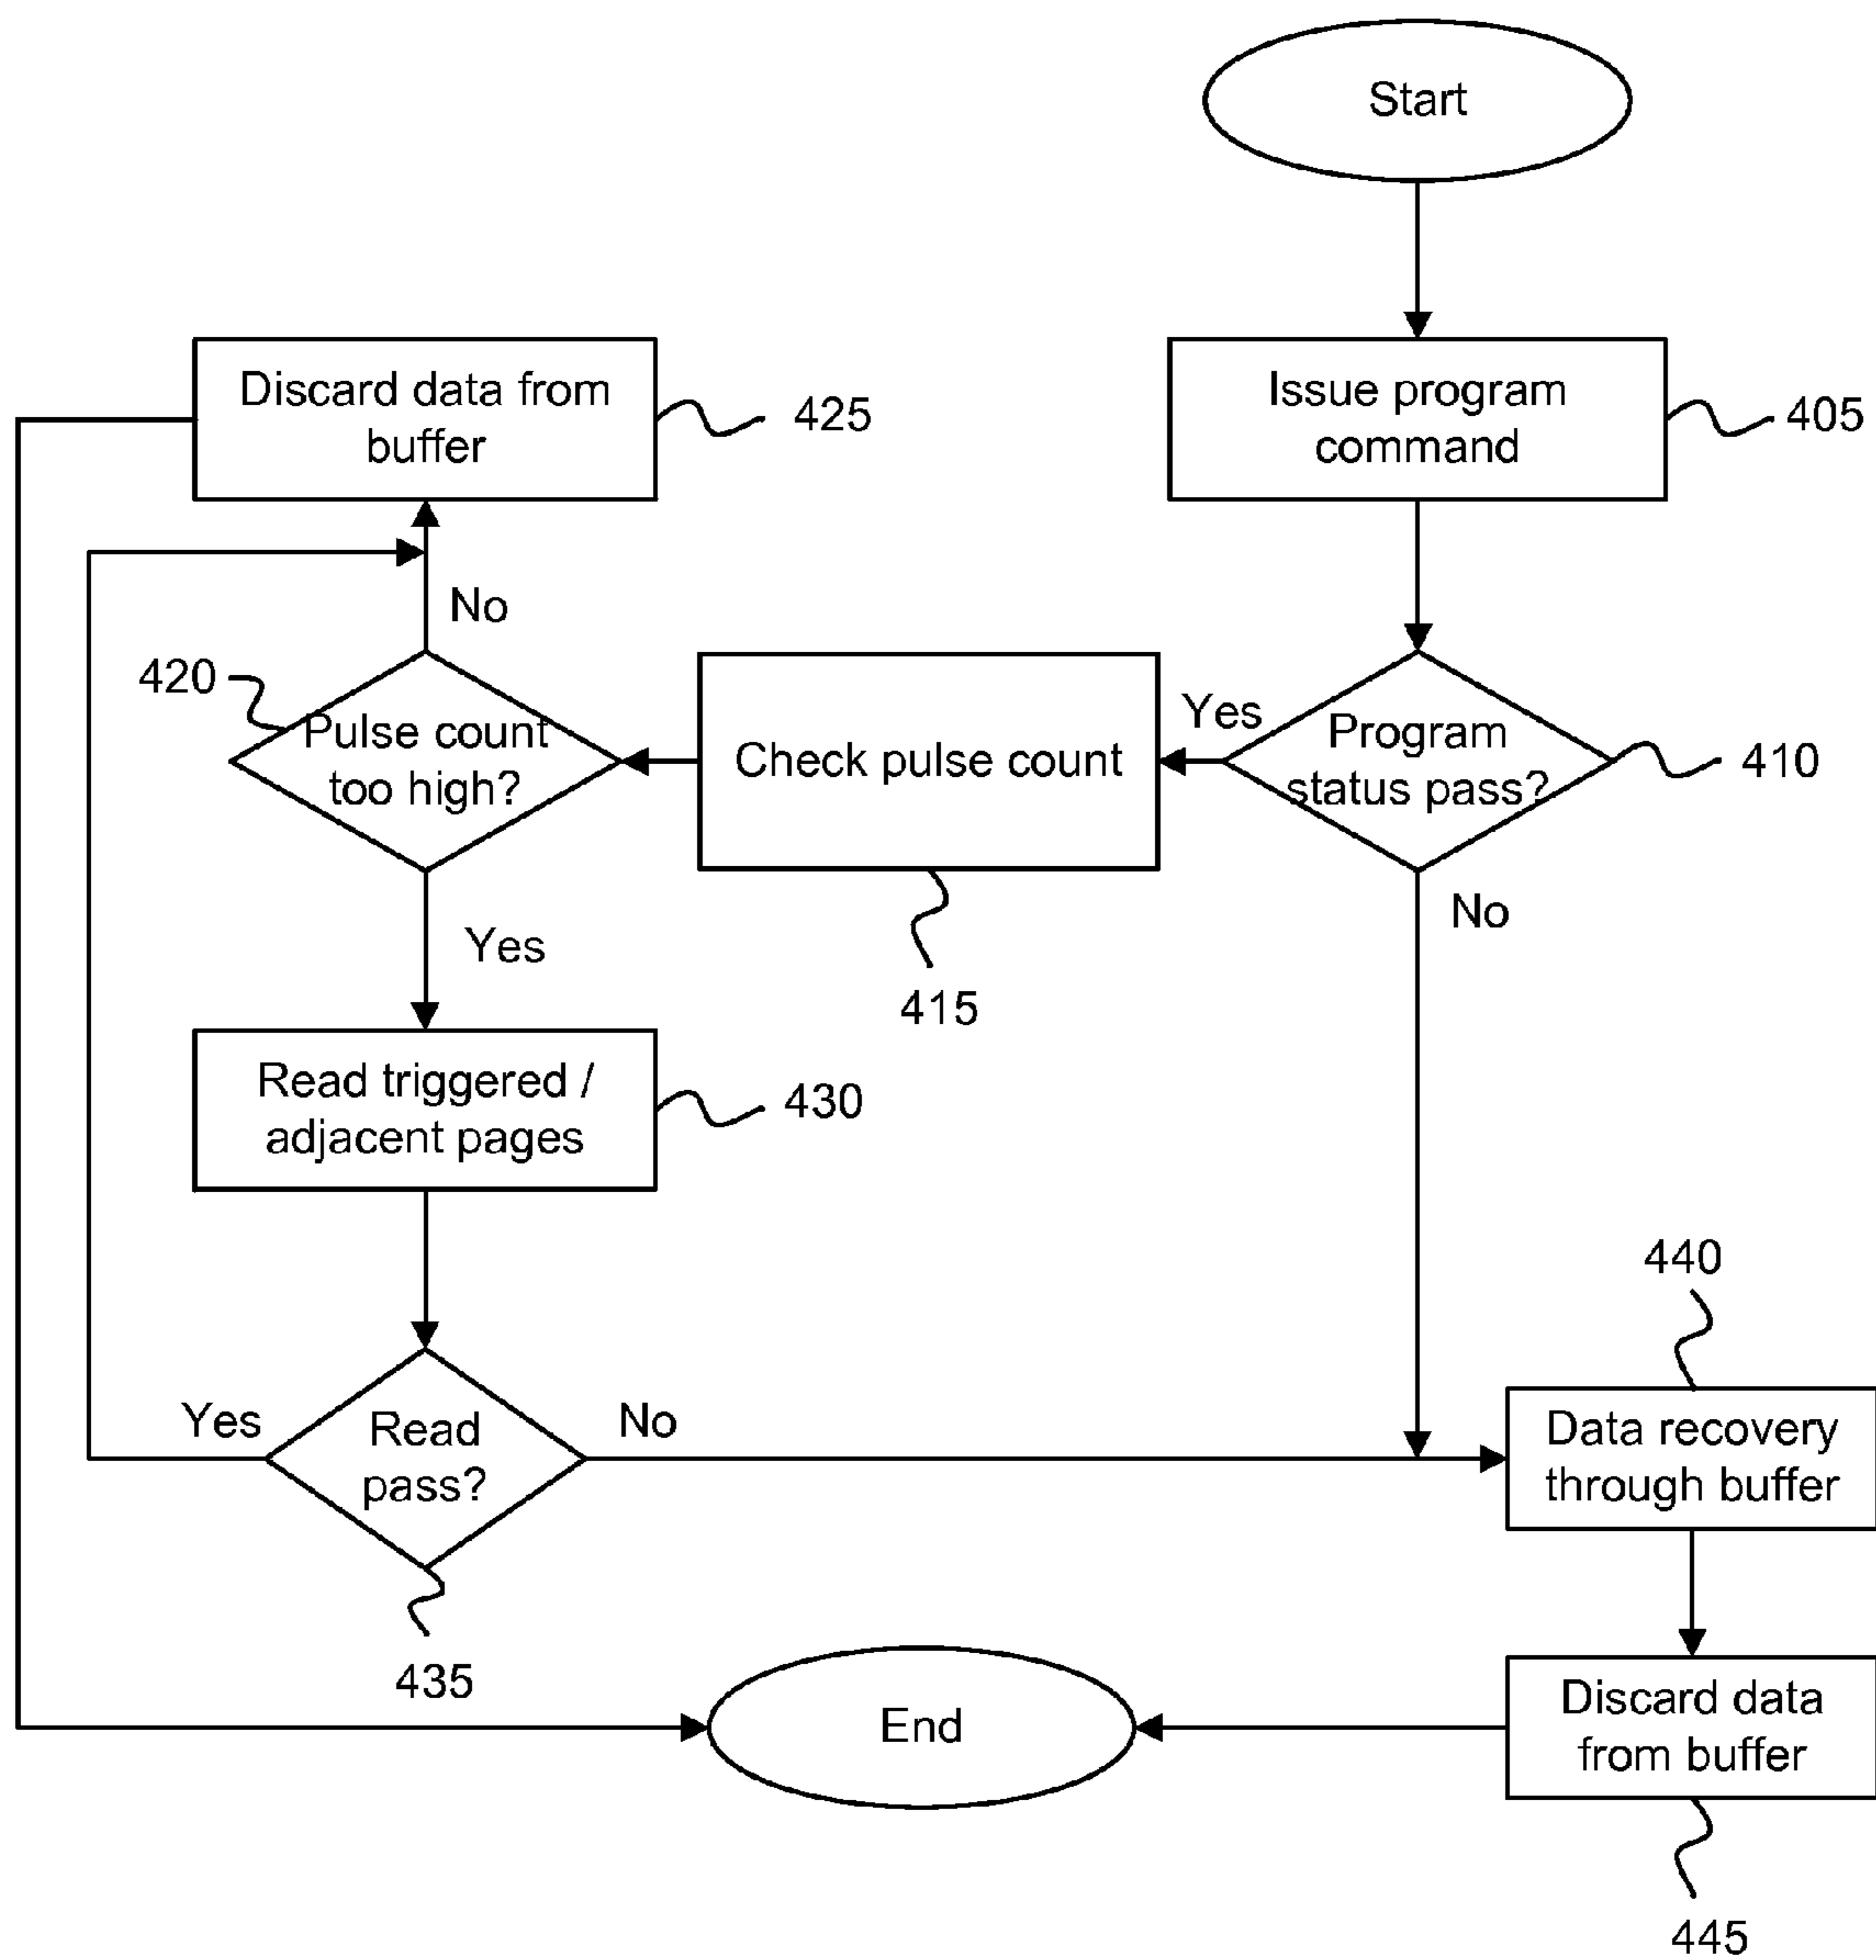 Start
Issue program
command
405
Discard data from
buffer
425
No
420
Pulse count
too high?
Check pulse count
Yes
Program
status pass?
410
No
Yes
415
Read triggered /
adjacent pages
430
440
Yes
Read
pass?
No
Data recovery
through buffer
435
End
Discard data
from buffer
445